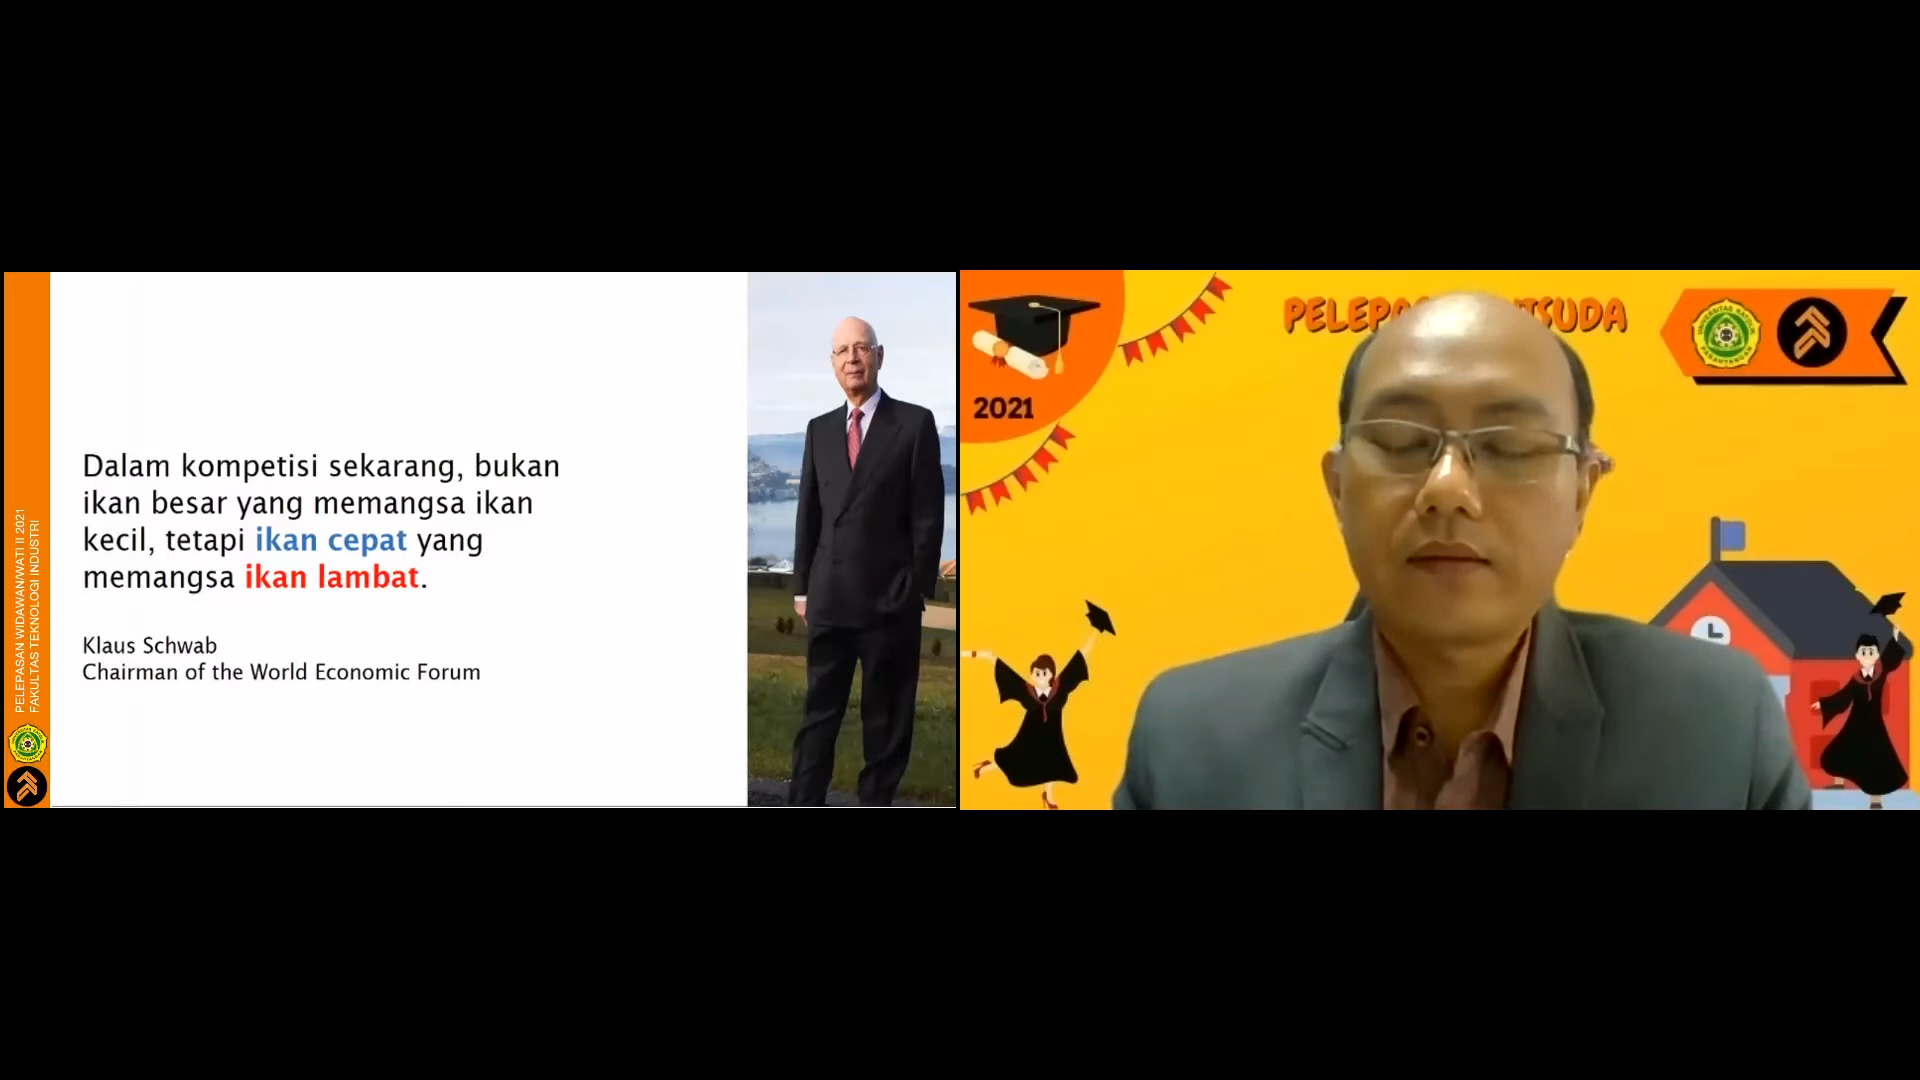 Dalam kompetisi sekarang, bukan
ikan besar yang memangsa ikan
kecil, tetapi ikan cepat yang
memangsa ikan lambat.
Klaus Schwab
Chairman of the World Economic Forum
PELEPASAN WIDAWAN/WATI II 2021
FAKULTAS TEKNOLOGI INDUSTRI
2021